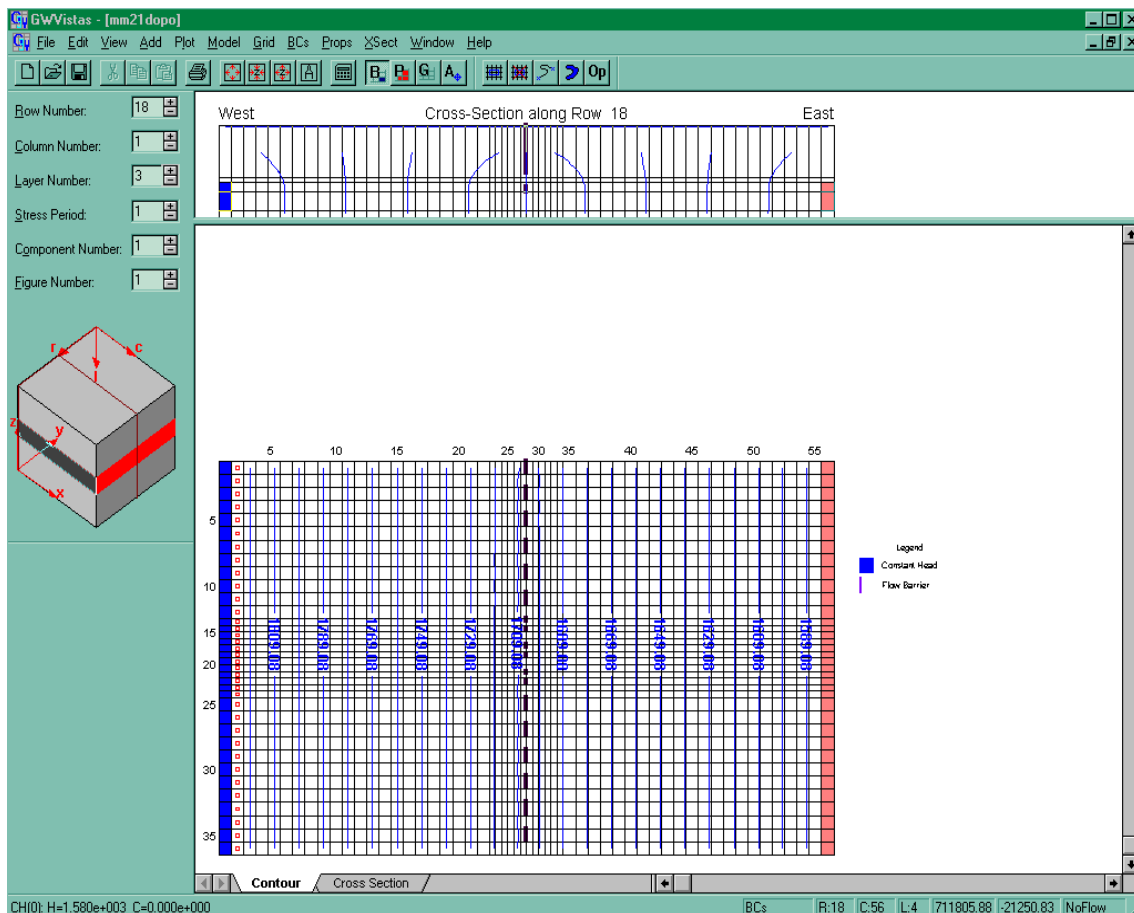 GWVistas - [mm21dopo]
File Edit View Add Plot Model Grid BCs Props XSect Window Help
B P G A Op
Row Number: 18
Column Number: 1
Layer Number: 3
Stress Period: 1
Component Number: 1
Figure Number: 1
r c
l
z y
x
West Cross-Section along Row 18 East
5 10 15 20 25 30 35 40 45 50 55
5
10
15
20
25
30
35
1809.08 1789.08 1769.08 1749.08 1729.08 1709.08 1689.08 1669.08 1649.08 1629.08 1609.08 1589.08
Legend
Constant Head
Flow Barrier
Contour Cross Section
CH(0): H=1.580e+003 C=0.000e+000 BCs R:18 C:56 L:4 711805.88 -21250.83 NoFlow